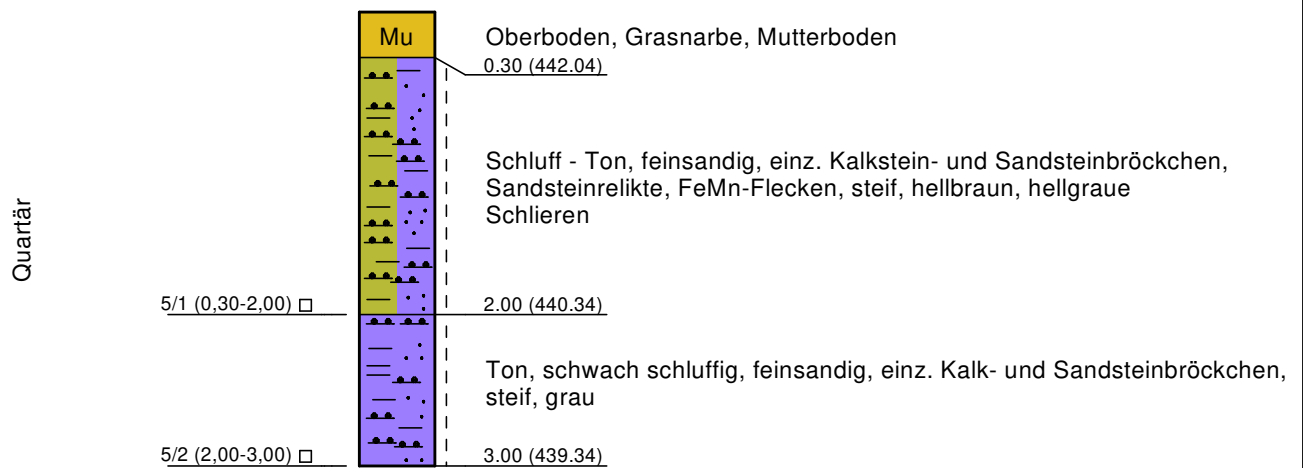 Mu
Oberboden, Grasnarbe, Mutterboden
0.30 (442.04)
Quartär
Schluff - Ton, feinsandig, einz. Kalkstein- und Sandsteinbröckchen,
Sandsteinrelikte, FeMn-Flecken, steif, hellbraun, hellgraue
Schlieren
5/1 (0,30-2,00)
2.00 (440.34)
Ton, schwach schluffig, feinsandig, einz. Kalk- und Sandsteinbröckchen,
steif, grau
5/2 (2,00-3,00)
3.00 (439.34)